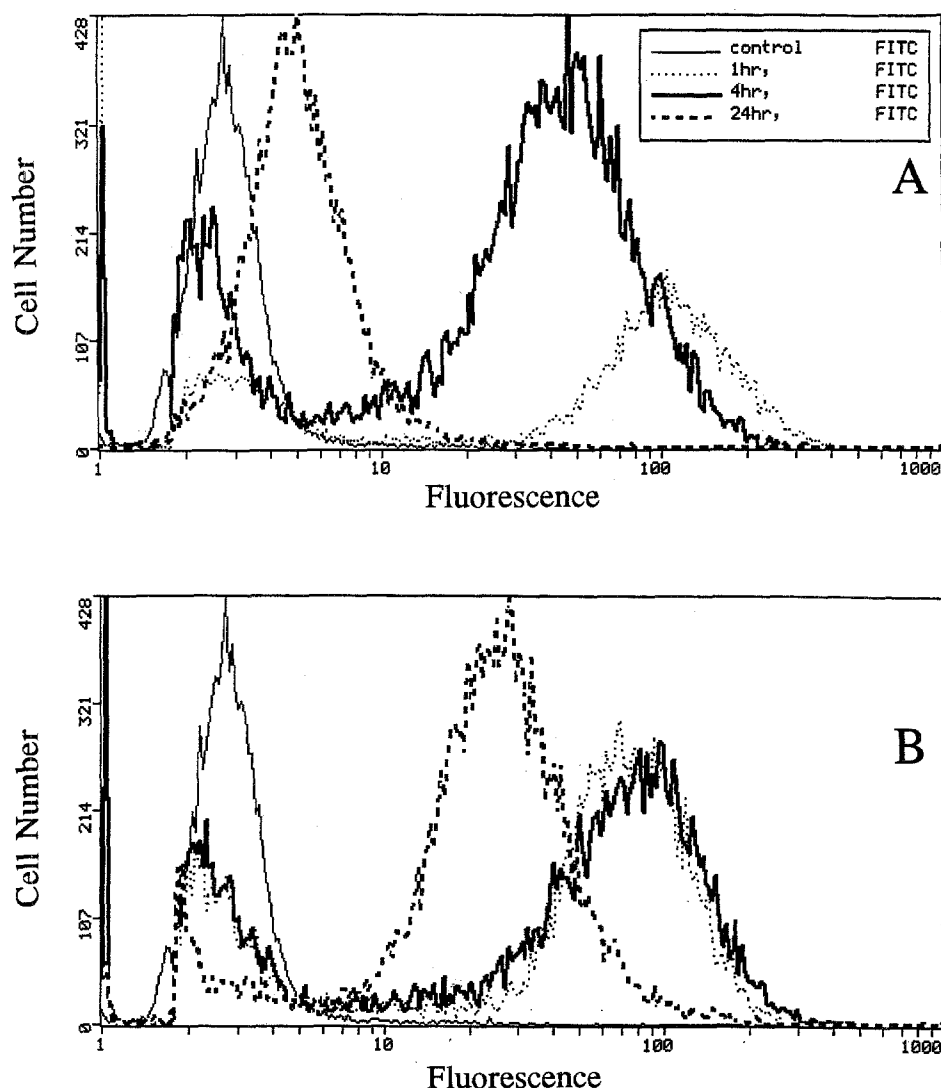 428
321
214
107
0
Cell Number
control FITC
1hr, FITC
4hr, FITC
24hr, FITC
A
1 10 100 1000
Fluorescence
428
321
214
107
0
Cell Number
B
1 10 100 1000
Fluorescence